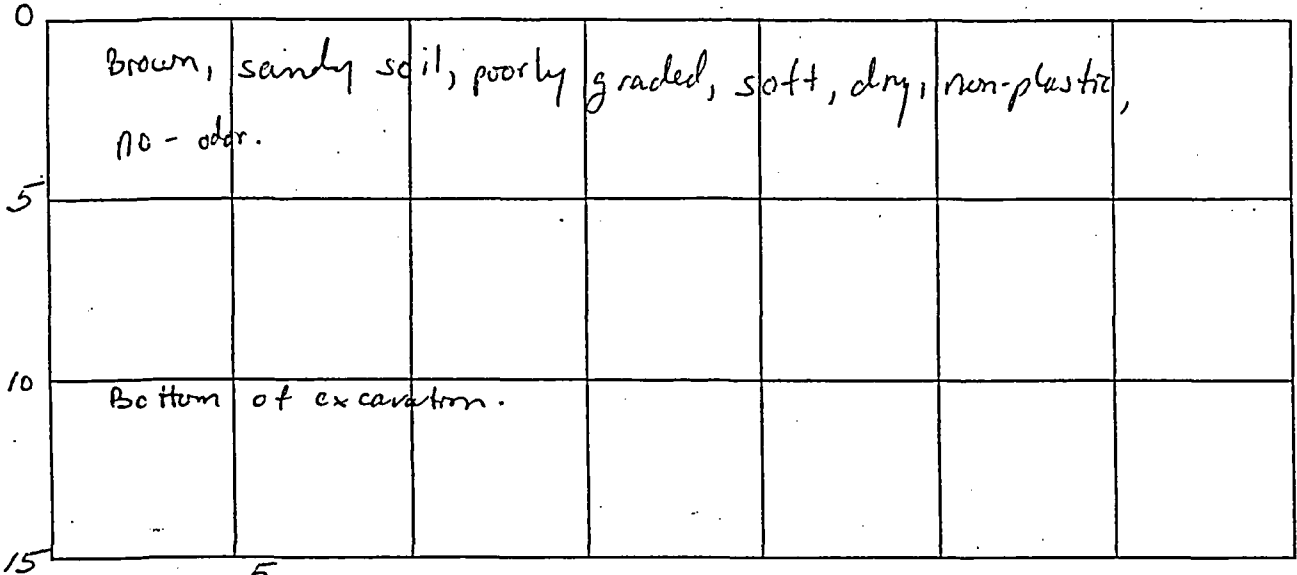 0
Brown, sandy soil, poorly graded, soft, dry, non-plastic,
no-odor.
5
10
Bottom of excavation.
15
5